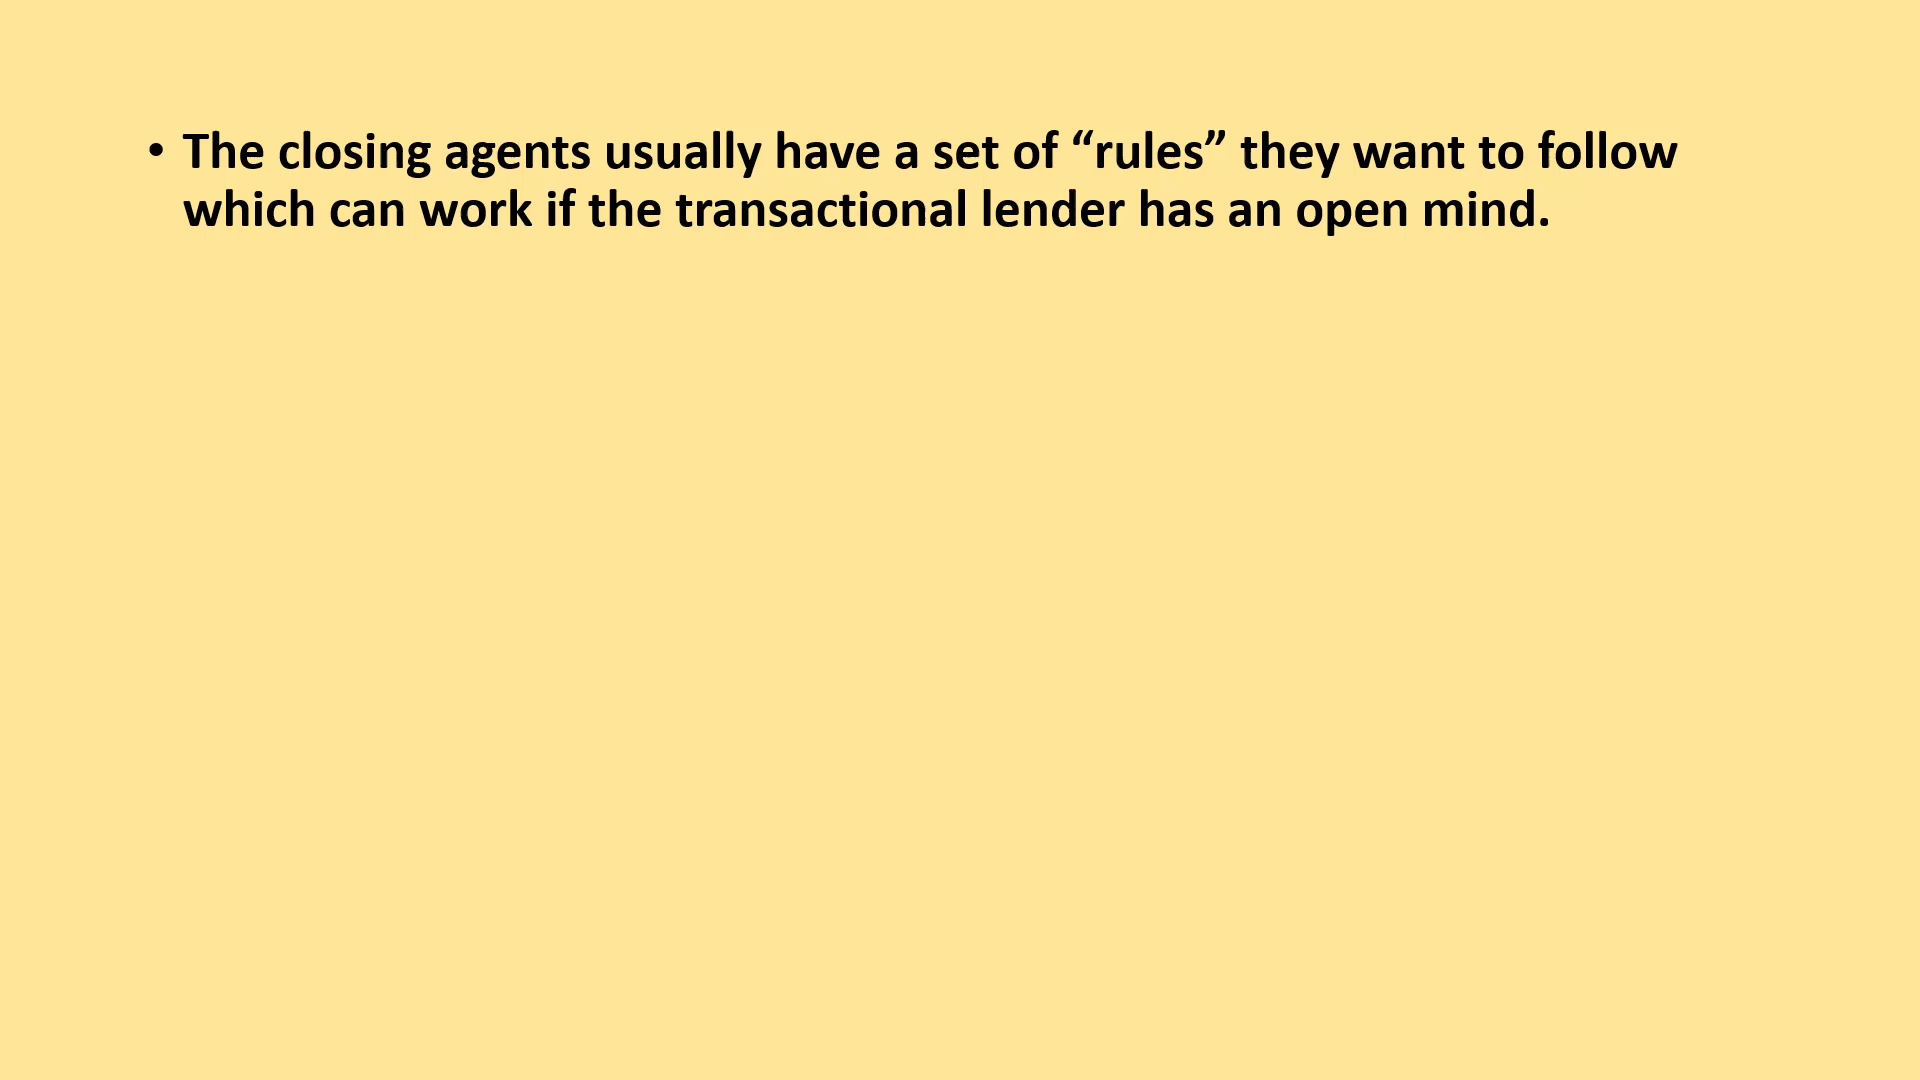 • The closing agents usually have a set of “rules” they want to follow
which can work if the transactional lender has an open mind.